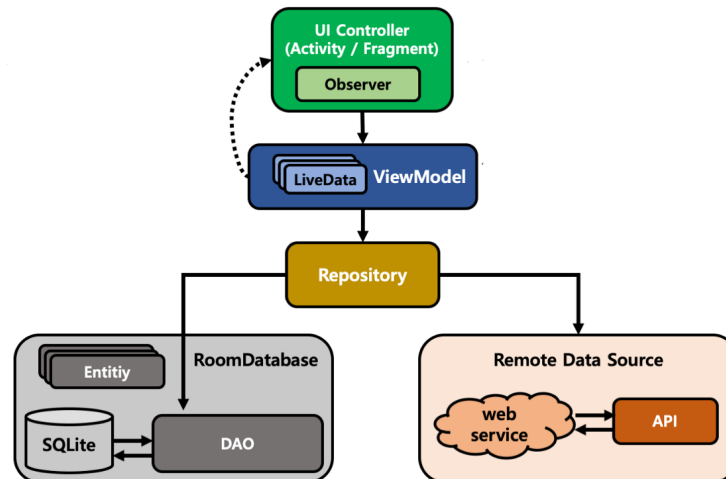 UI Controller
(Activity / Fragment)
Observer
LiveData
ViewModel
Repository
RoomDatabase
Entitiy
SQLite
DAO
Remote Data Source
web
service
API